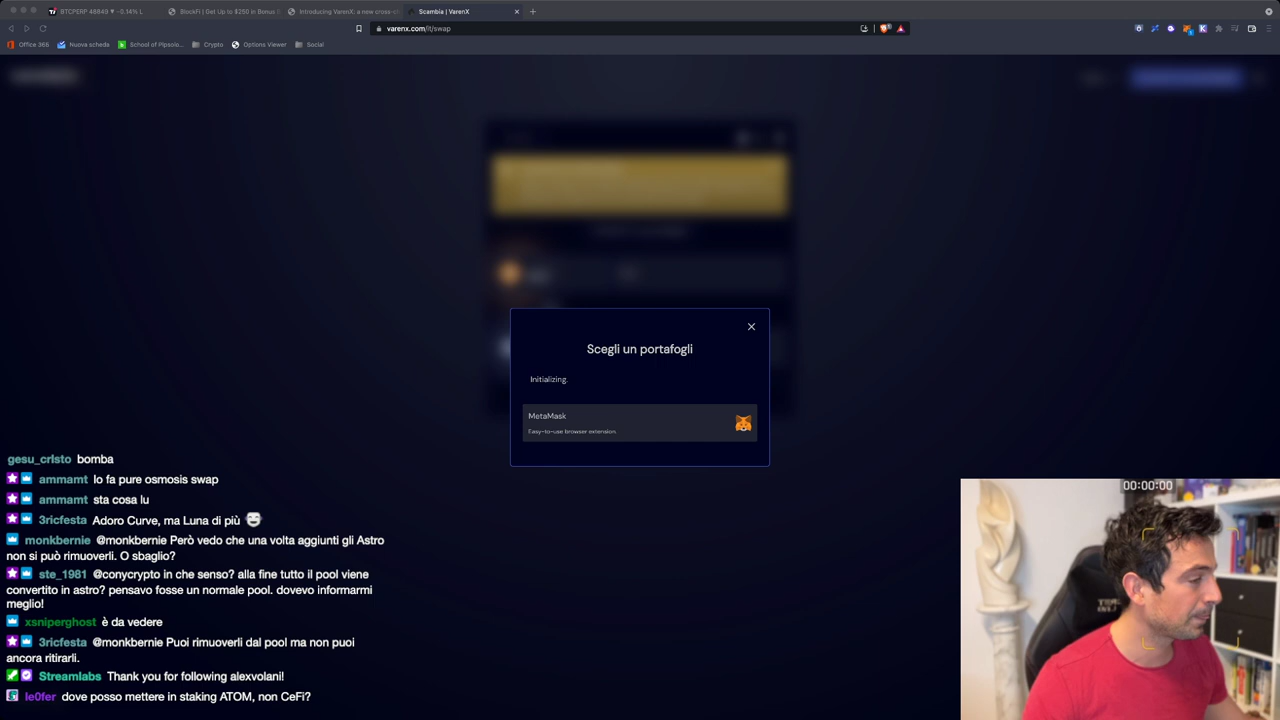 BTCPERP 48849 ▼ −0.14% L
BlockFi | Get Up to $250 in Bonus
Introducing VarenX: a new cross-ch
Scambia | VarenX
varenx.com/it/swap
Office 365
Nuova scheda
School of Pipsolo...
Crypto
Options Viewer
Social
Scegli un portafogli
Initializing.
MetaMask
Easy-to-use browser extension.
gesu_cr1sto bomba
ammamt lo fa pure osmosis swap
ammamt sta cosa lu
3ricfesta Adoro Curve, ma Luna di più
monkbernie @monkbernie Però vedo che una volta aggiunti gli Astro
non si può rimuoverli. O sbaglio?
ste_1981 @conycrypto in che senso? alla fine tutto il pool viene
convertito in astro? pensavo fosse un normale pool. dovevo informarmi
meglio!
xsniperghost è da vedere
3ricfesta @monkbernie Puoi rimuoverli dal pool ma non puoi
ancora ritirarli.
Streamlabs Thank you for following alexvolani!
le0fer dove posso mettere in staking ATOM, non CeFi?
00:00:00